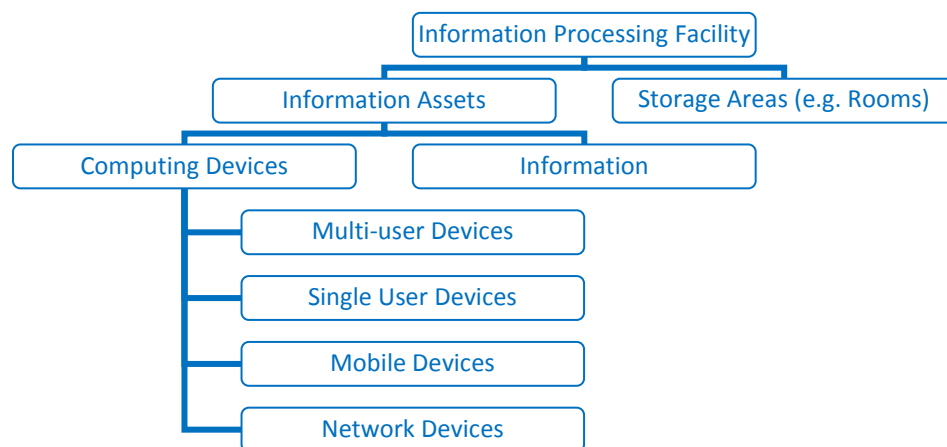 Information Processing Facility
Information Assets
Storage Areas (e.g. Rooms)
Computing Devices
Information
Multi-user Devices
Single User Devices
Mobile Devices
Network Devices